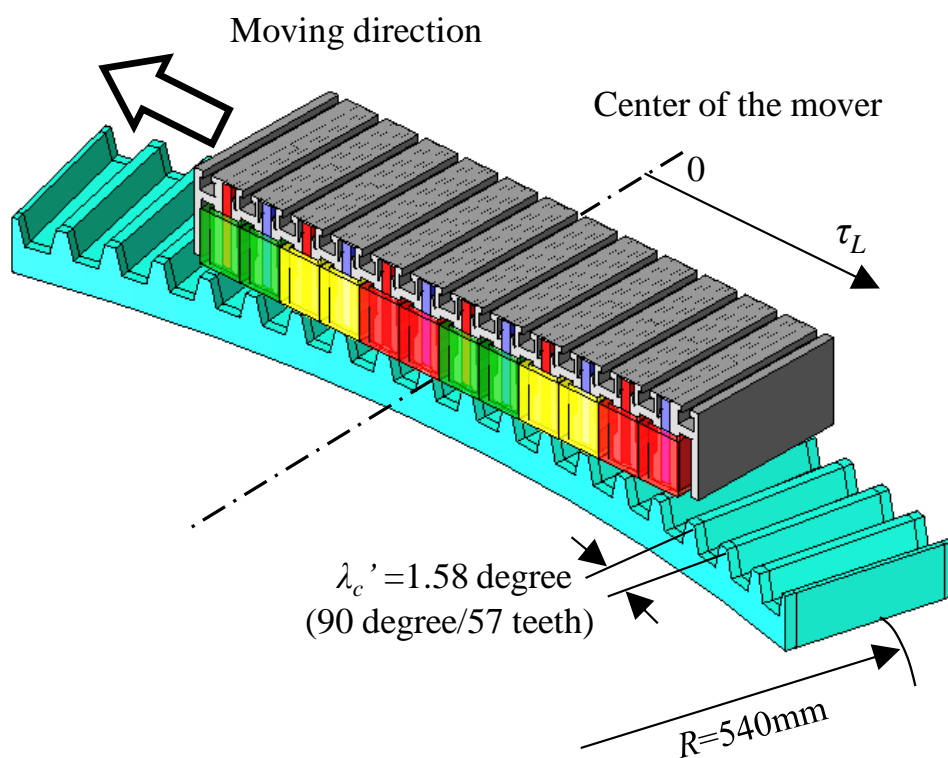 Moving direction
Center of the mover
0
τL
λc’ =1.58 degree
(90 degree/57 teeth)
R=540mm